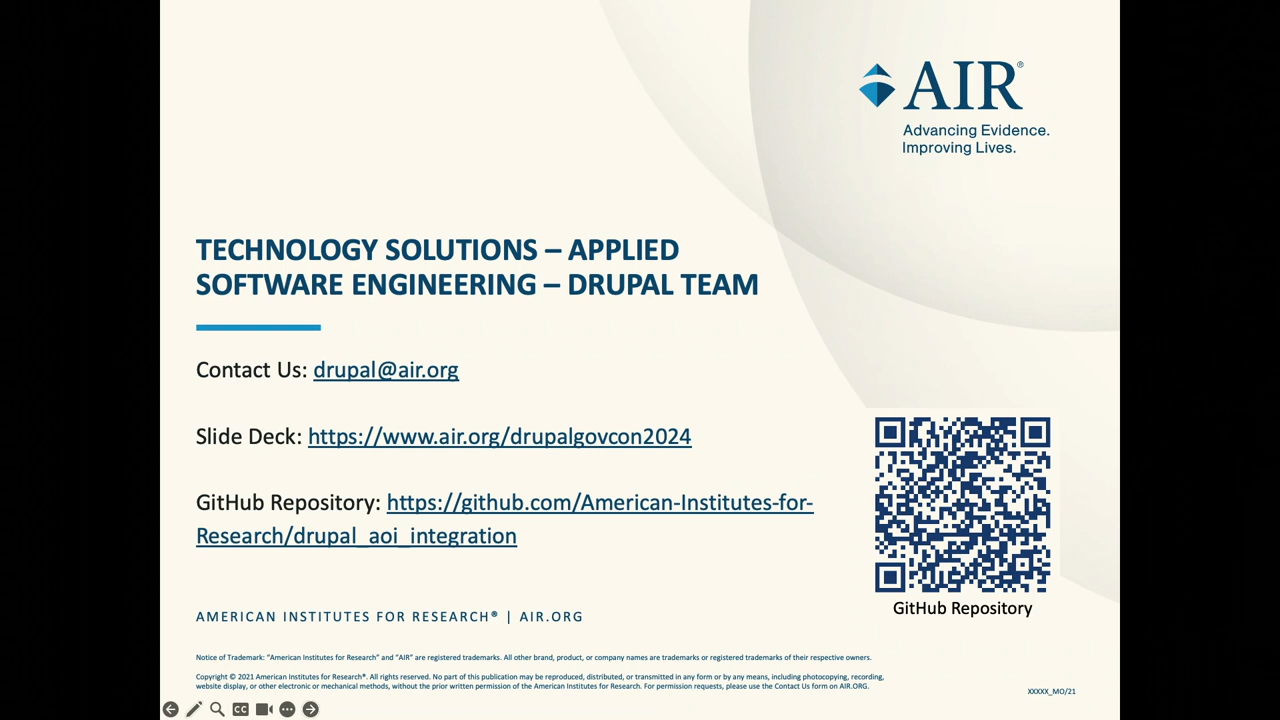 AIR®
Advancing Evidence.
Improving Lives.
TECHNOLOGY SOLUTIONS – APPLIED
SOFTWARE ENGINEERING – DRUPAL TEAM
Contact Us: drupal@air.org
Slide Deck: https://www.air.org/drupalgovcon2024
GitHub Repository: https://github.com/American-Institutes-for-
Research/drupal_aoi_integration
GitHub Repository
AMERICAN INSTITUTES FOR RESEARCH® | AIR.ORG
Notice of Trademark: “American Institutes for Research” and “AIR” are registered trademarks. All other brand, product, or company names are trademarks or registered trademarks of their respective owners.
Copyright © 2021 American Institutes for Research®. All rights reserved. No part of this publication may be reproduced, distributed, or transmitted in any form or by any means, including photocopying, recording,
website display, or other electronic or mechanical methods, without the prior written permission of the American Institutes for Research. For permission requests, please use the Contact Us form on AIR.ORG.
XXXXX_MO/21
CC